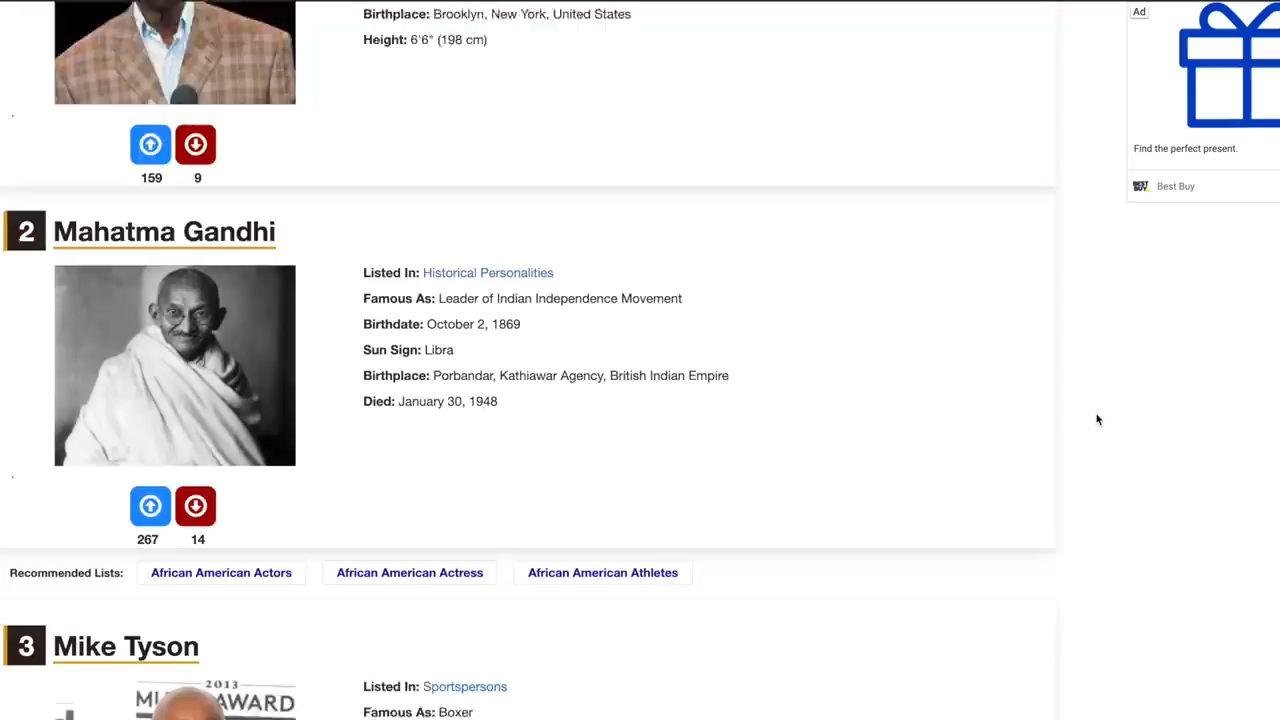 Birthplace: Brooklyn, New York, United States
Height: 6'6" (198 cm)
159 9
Ad
Find the perfect present.
BEST BUY Best Buy
2 Mahatma Gandhi
Listed In: Historical Personalities
Famous As: Leader of Indian Independence Movement
Birthdate: October 2, 1869
Sun Sign: Libra
Birthplace: Porbandar, Kathiawar Agency, British Indian Empire
Died: January 30, 1948
267 14
Recommended Lists: African American Actors African American Actress African American Athletes
3 Mike Tyson
2013
AWARD
Listed In: Sportspersons
Famous As: Boxer